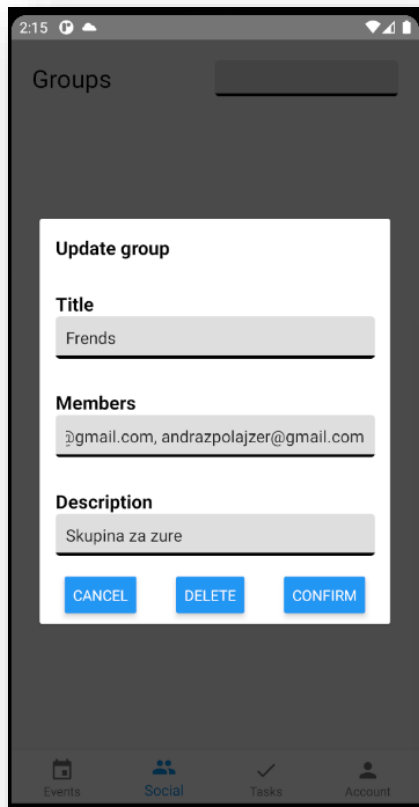 2:15
Groups
Update group
Title
Frends
Members
@gmail.com, andrazpolajzer@gmail.com
Description
Skupina za zure
CANCEL DELETE CONFIRM
Events Social Tasks Account